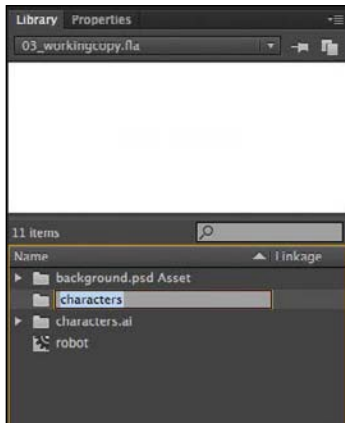 Library Properties
03_workingcopy.fla
11 items
Name Linkage
background.psd Asset
characters
characters.ai
robot